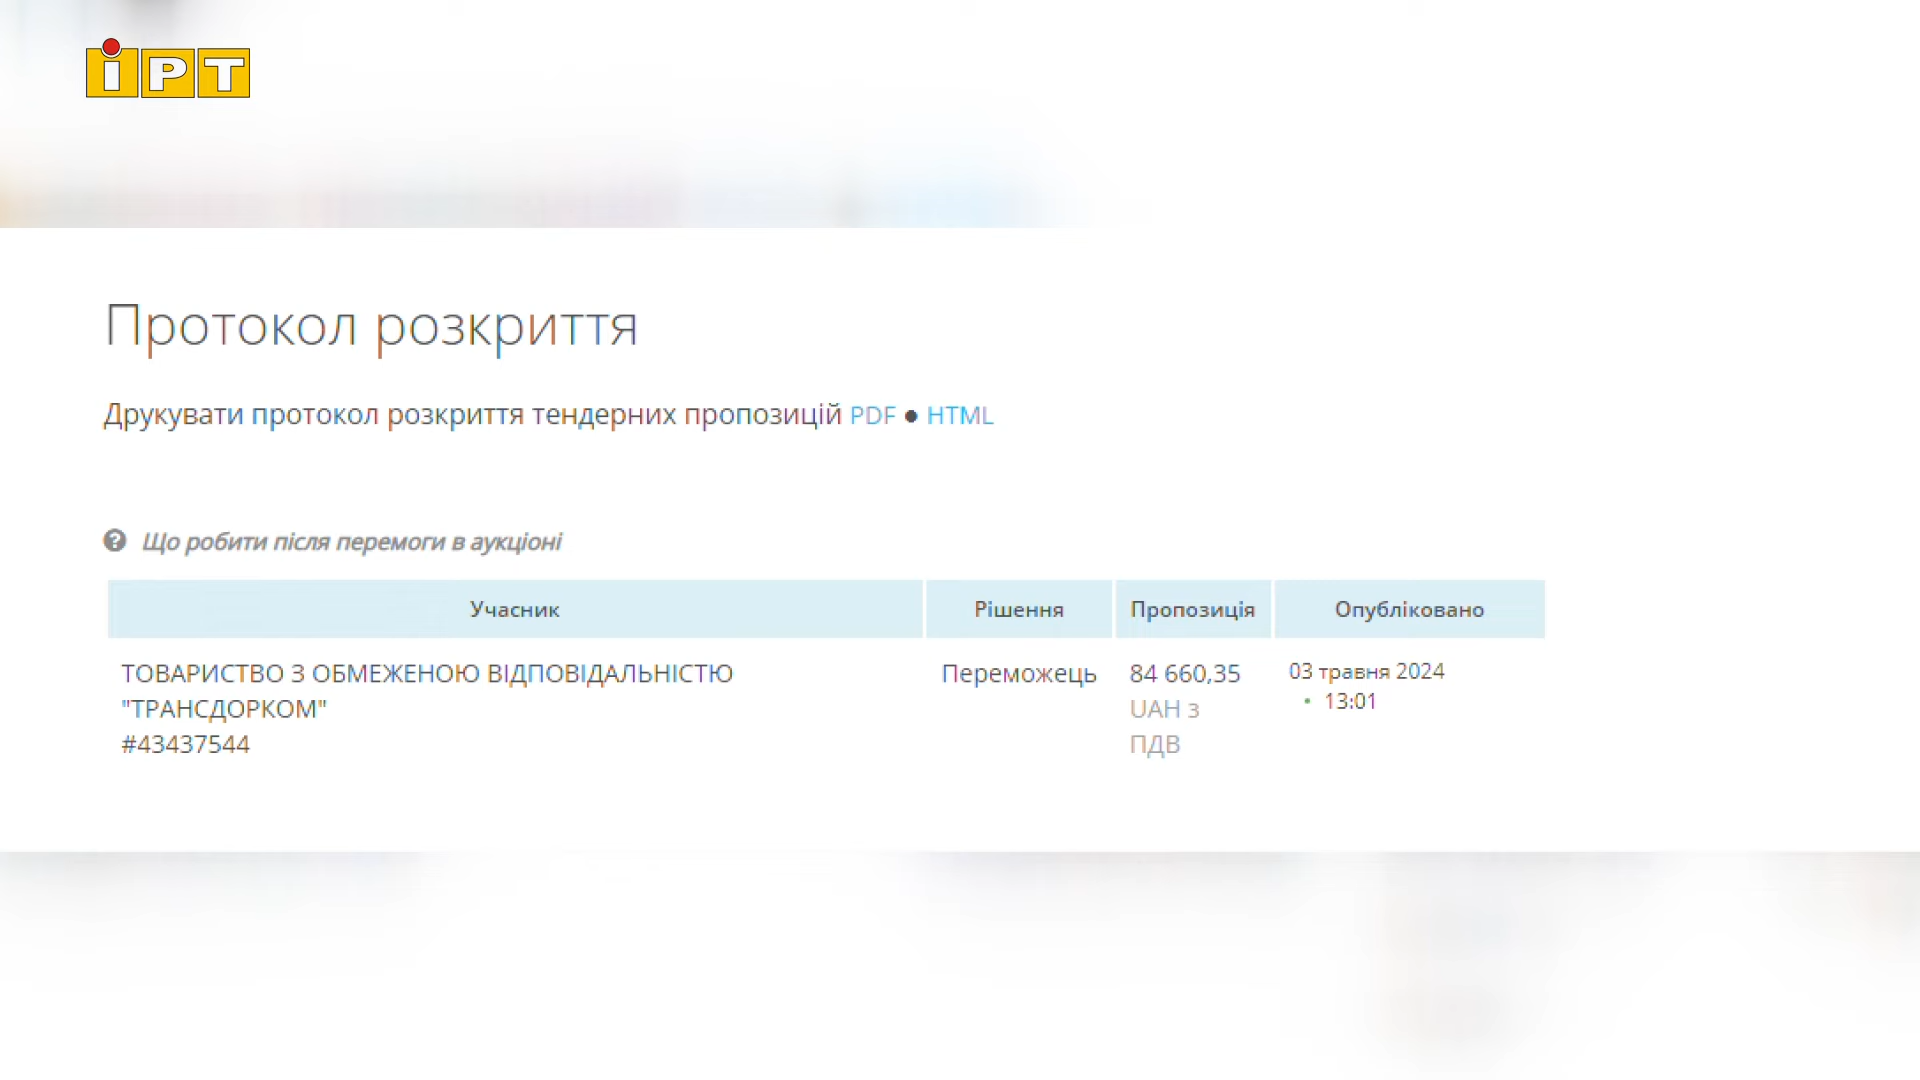 іРТ
Протокол розкриття
Друкувати протокол розкриття тендерних пропозицій PDF ● HTML
Що робити після перемоги в аукціоні
Учасник Рішення Пропозиція Опубліковано
ТОВАРИСТВО З ОБМЕЖЕНОЮ ВІДПОВІДАЛЬНІСТЮ Переможець 84 660,35 03 травня 2024
"ТРАНСДОРКОМ" UAH з • 13:01
#43437544 ПДВ